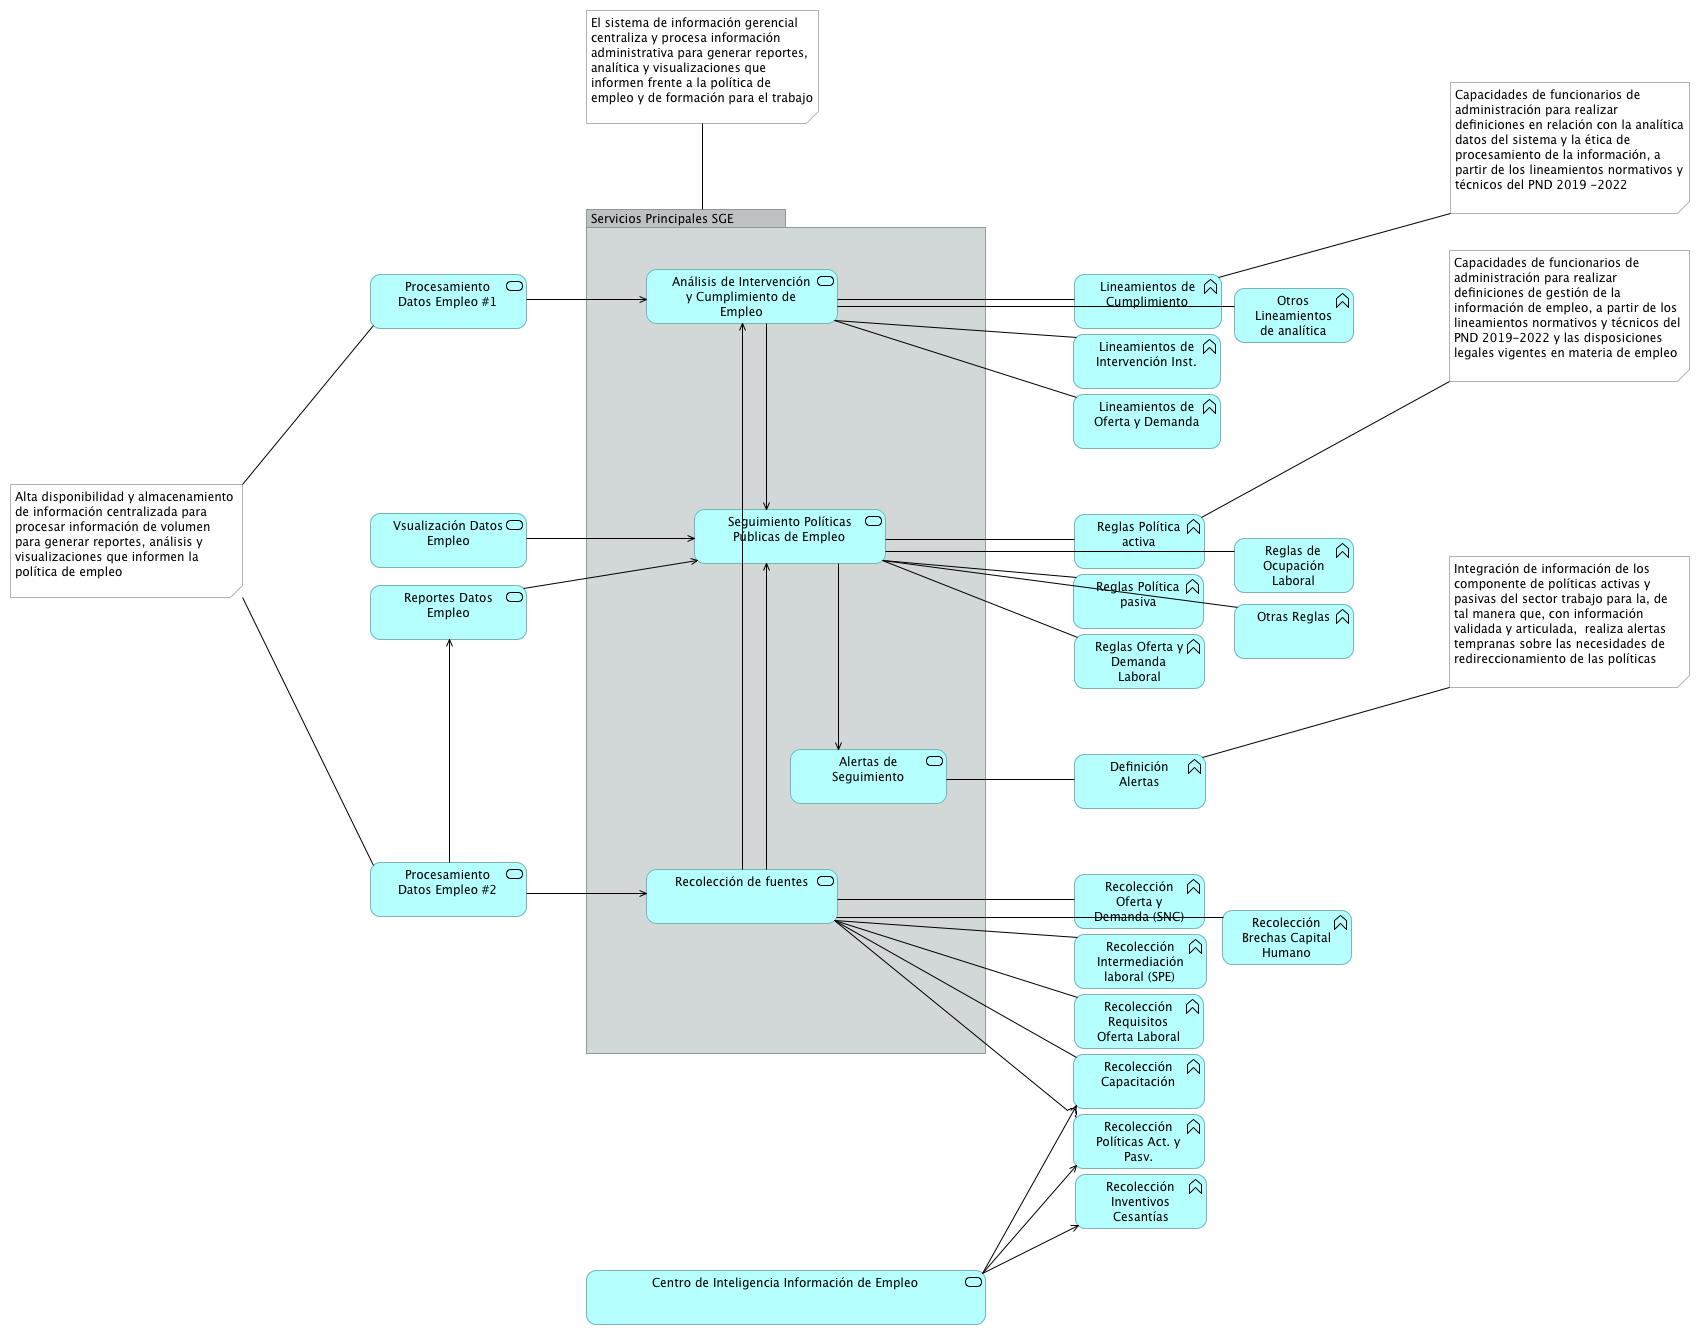 El sistema de información gerencial
centraliza y procesa información
administrativa para generar reportes,
analítica y visualizaciones que
informen frente a la política de
empleo y de formación para el trabajo
Capacidades de funcionarios de
administración para realizar
definiciones en relación con la analítica
datos del sistema y la ética de
procesamiento de la información, a
partir de los lineamientos normativos y
técnicos del PND 2019 -2022
Servicios Principales SGE
Procesamiento
Datos Empleo #1
Análisis de Intervención
y Cumplimiento de
Empleo
Lineamientos de
Cumplimiento
Otros
Lineamientos
de analítica
Lineamientos de
Intervención Inst.
Lineamientos de
Oferta y Demanda
Capacidades de funcionarios de
administración para realizar
definiciones de gestión de la
información de empleo, a partir de los
lineamientos normativos y técnicos del
PND 2019-2022 y las disposiciones
legales vigentes en materia de empleo
Alta disponibilidad y almacenamiento
de información centralizada para
procesar información de volumen
para generar reportes, análisis y
visualizaciones que informen la
política de empleo
Vsualización Datos
Empleo
Seguimiento Políticas
Públicas de Empleo
Reglas Política
activa
Reglas de
Ocupación
Laboral
Reportes Datos
Empleo
Reglas Política
pasiva
Otras Reglas
Reglas Oferta y
Demanda
Laboral
Integración de información de los
componente de políticas activas y
pasivas del sector trabajo para la, de
tal manera que, con información
validada y articulada,  realiza alertas
tempranas sobre las necesidades de
redireccionamiento de las políticas
Alertas de
Seguimiento
Definición
Alertas
Procesamiento
Datos Empleo #2
Recolección de fuentes
Recolección
Oferta y
Demanda (SNC)
Recolección
Brechas Capital
Humano
Recolección
Intermediación
laboral (SPE)
Recolección
Requisitos
Oferta Laboral
Recolección
Capacitación
Recolección
Políticas Act. y
Pasv.
Recolección
Inventivos
Cesantías
Centro de Inteligencia Información de Empleo